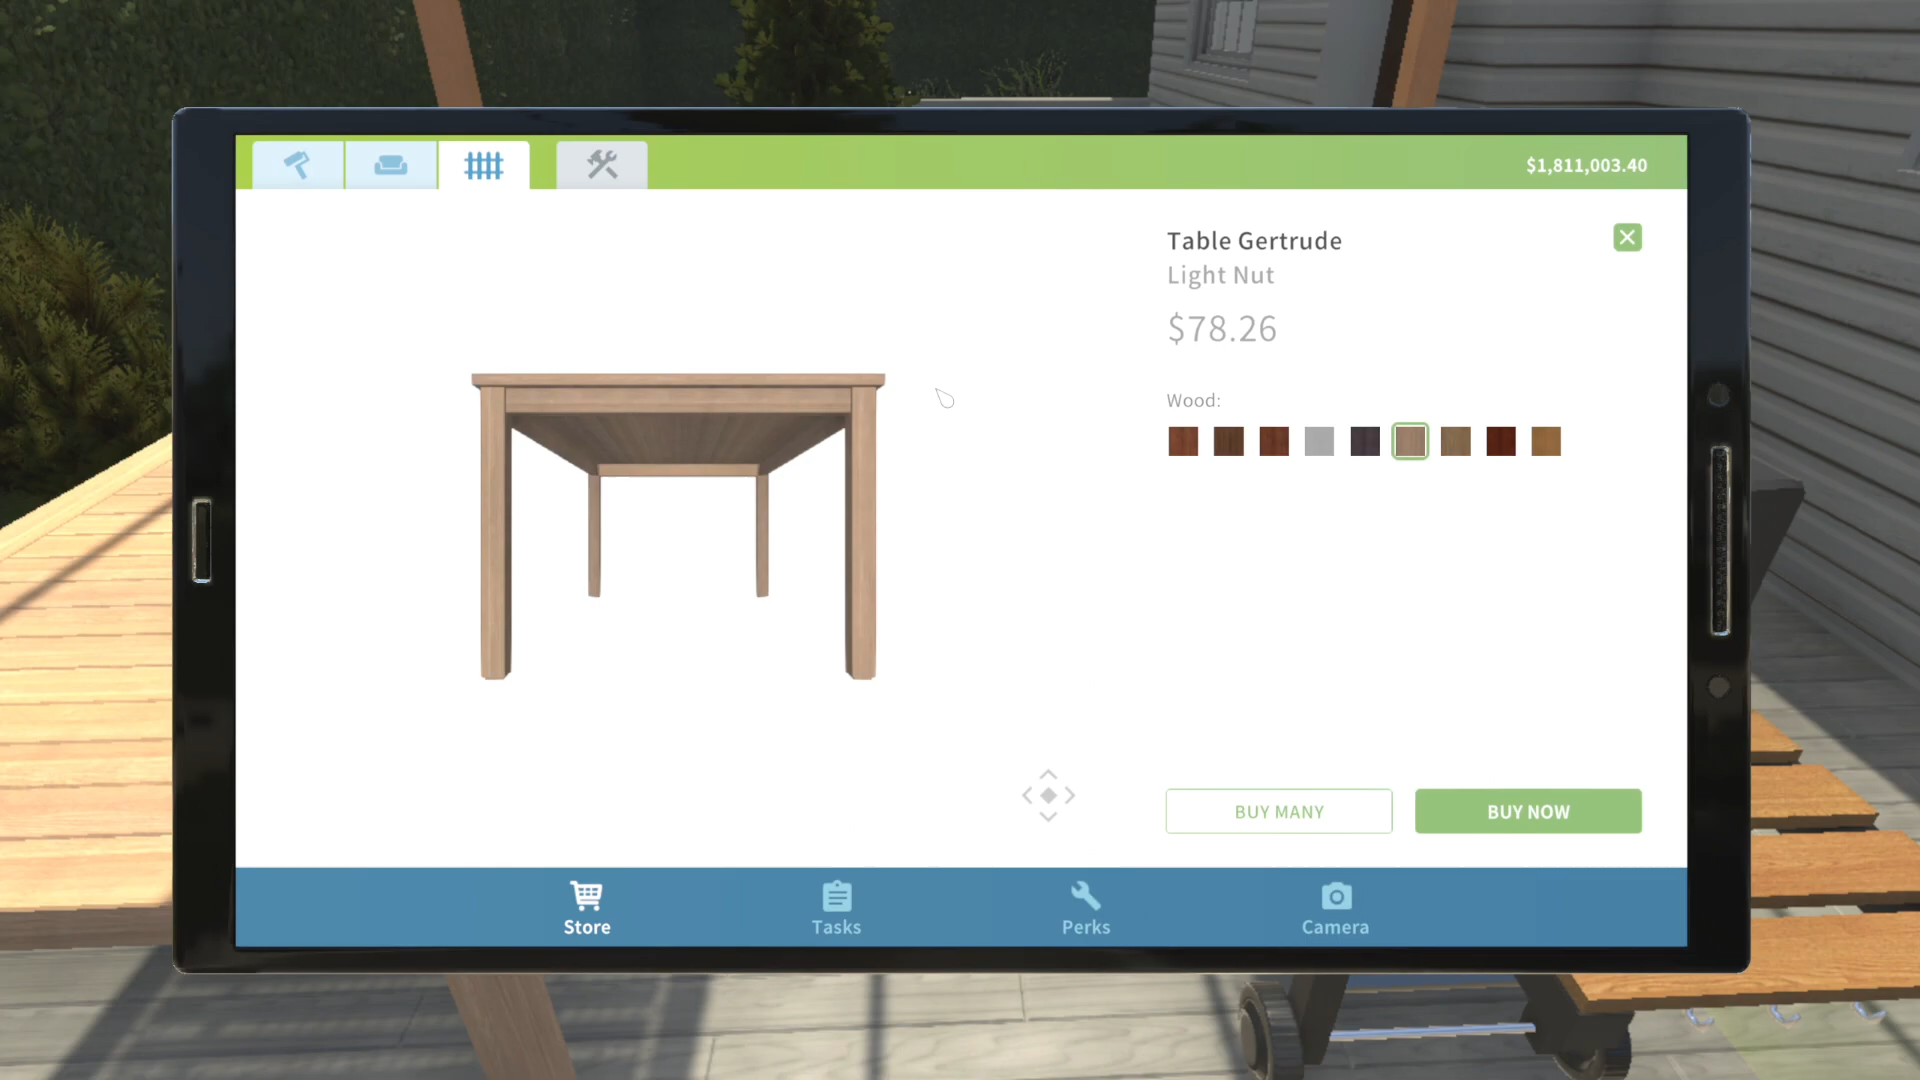 $1,811,003.40
Table Gertrude
Light Nut
$78.26
Wood:
BUY MANY
BUY NOW
Store
Tasks
Perks
Camera